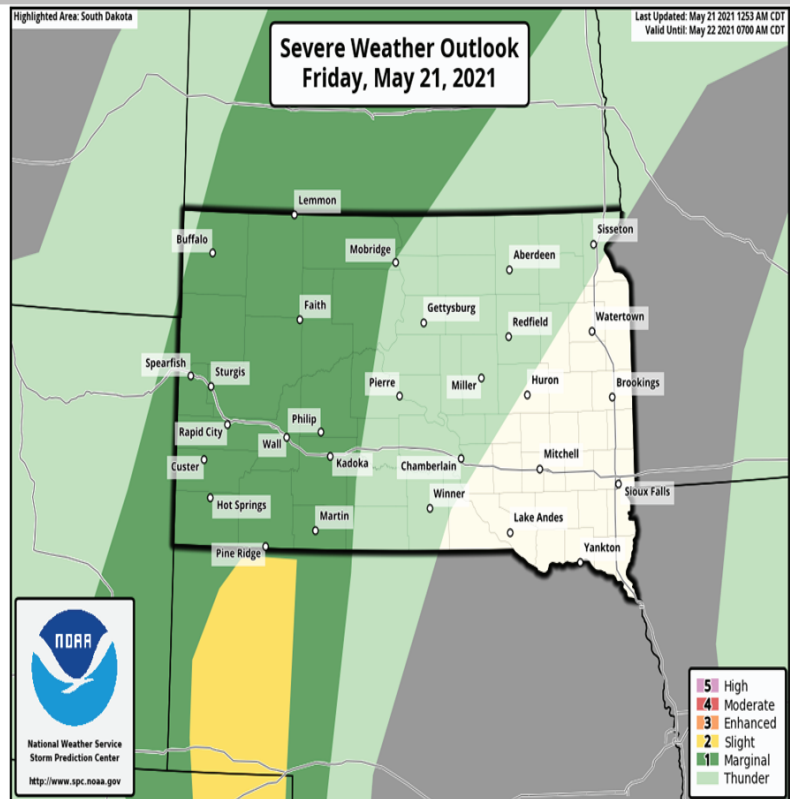 Highlighted Area: South Dakota
Last Updated: May 21 2021 1253 AM CDT
Valid Until: May 22 2021 0700 AM CDT
Severe Weather Outlook
Friday, May 21, 2021
Lemmon
Sisseton
Buffalo
Mobridge
Aberdeen
Faith
Gettysburg
Redfield
Watertown
Spearfish
Sturgis
Pierre
Miller
Huron
Brookings
Rapid City
Philip
Wall
Kadoka
Chamberlain
Mitchell
Custer
Hot Springs
Winner
Sioux Falls
Martin
Lake Andes
Pine Ridge
Yankton
NOAA
National Weather Service
Storm Prediction Center
http://www.spc.noaa.gov
5 High
4 Moderate
3 Enhanced
2 Slight
1 Marginal
Thunder